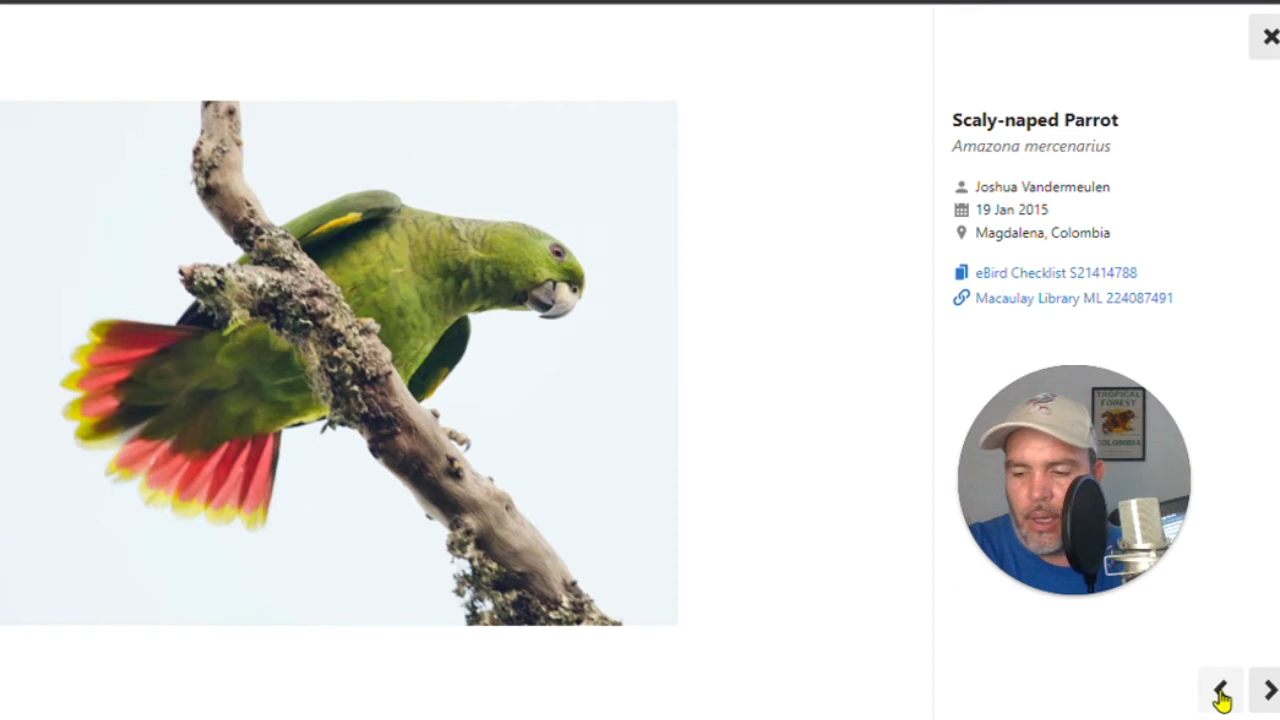 Scaly-naped Parrot
Amazona mercenarius
Joshua Vandermeulen
19 Jan 2015
Magdalena, Colombia
eBird Checklist S21414788
Macaulay Library ML 224087491
TROPICAL
FOREST
COLOMBIA